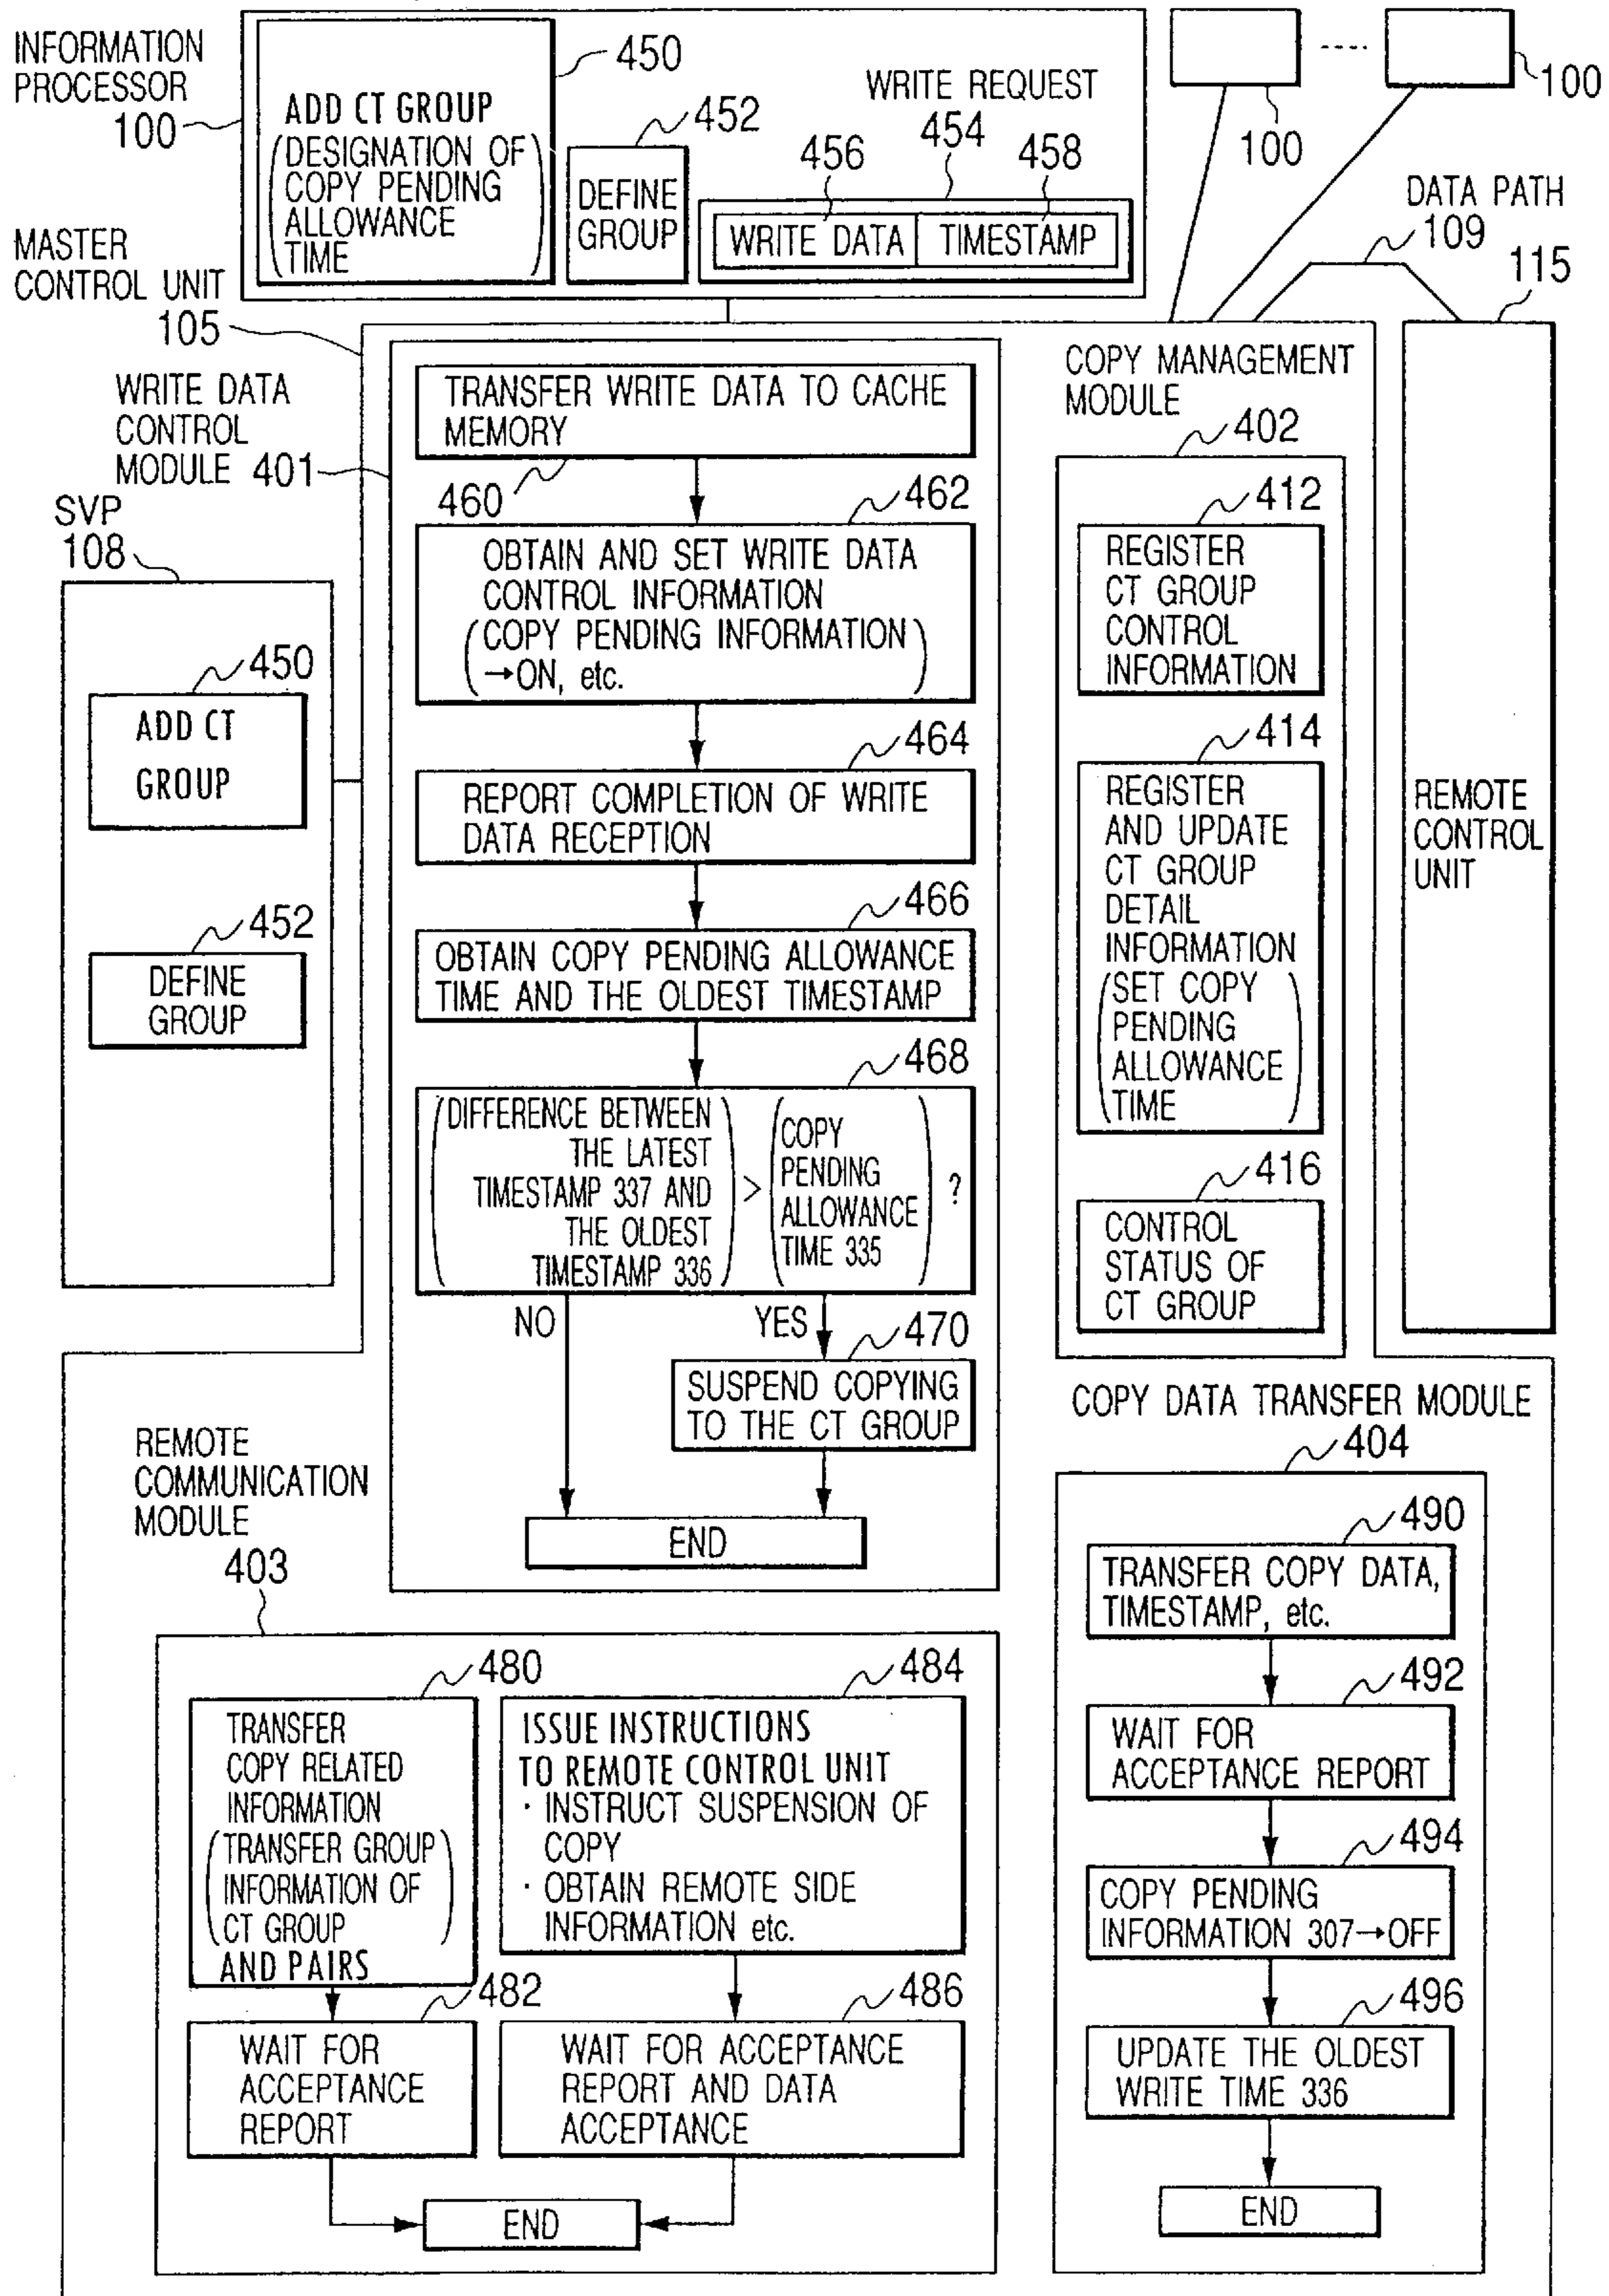 INFORMATION
PROCESSOR
100
ADD CT GROUP
(DESIGNATION OF
COPY PENDING
ALLOWANCE
TIME)
450
452
DEFINE
GROUP
WRITE REQUEST
454
456
458
WRITE DATA
TIMESTAMP
100
100
DATA PATH
109
115
MASTER
CONTROL UNIT
105
WRITE DATA
CONTROL
MODULE 401
TRANSFER WRITE DATA TO CACHE
MEMORY
460
462
OBTAIN AND SET WRITE DATA
CONTROL INFORMATION
(COPY PENDING INFORMATION
→ON, etc.)
464
REPORT COMPLETION OF WRITE
DATA RECEPTION
466
OBTAIN COPY PENDING ALLOWANCE
TIME AND THE OLDEST TIMESTAMP
468
(DIFFERENCE BETWEEN
THE LATEST
TIMESTAMP 337 AND
THE OLDEST
TIMESTAMP 336)
>
(COPY
PENDING
ALLOWANCE
TIME 335)
?
NO
YES
470
SUSPEND COPYING
TO THE CT GROUP
END
SVP
108
450
ADD CT
GROUP
452
DEFINE
GROUP
COPY MANAGEMENT
MODULE
402
412
REGISTER
CT GROUP
CONTROL
INFORMATION
414
REGISTER
AND UPDATE
CT GROUP
DETAIL
INFORMATION
(SET COPY
PENDING
ALLOWANCE
TIME)
416
CONTROL
STATUS OF
CT GROUP
REMOTE
CONTROL
UNIT
REMOTE
COMMUNICATION
MODULE
403
480
TRANSFER
COPY RELATED
INFORMATION
(TRANSFER GROUP
INFORMATION OF
CT GROUP)
AND PAIRS
482
WAIT FOR
ACCEPTANCE
REPORT
484
ISSUE INSTRUCTIONS
TO REMOTE CONTROL UNIT
· INSTRUCT SUSPENSION OF
COPY
· OBTAIN REMOTE SIDE
INFORMATION etc.
486
WAIT FOR ACCEPTANCE
REPORT AND DATA
ACCEPTANCE
END
COPY DATA TRANSFER MODULE
404
490
TRANSFER COPY DATA,
TIMESTAMP, etc.
492
WAIT FOR
ACCEPTANCE REPORT
494
COPY PENDING
INFORMATION 307→OFF
496
UPDATE THE OLDEST
WRITE TIME 336
END